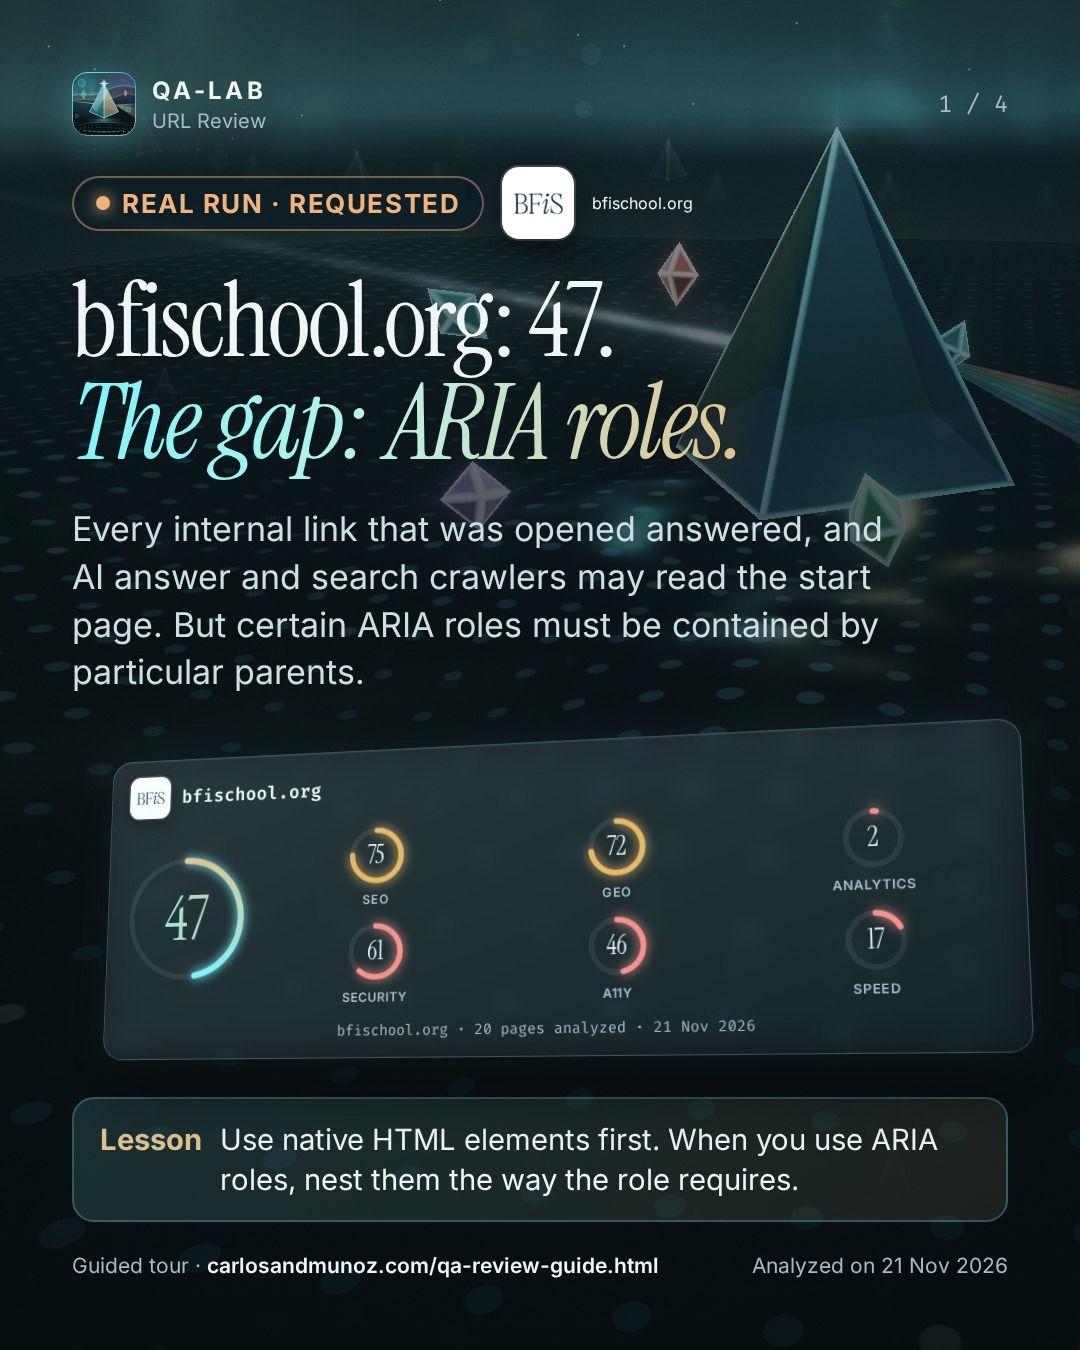 QA-LAB
URL Review
1 / 4
REAL RUN · REQUESTED
BFiS
bfischool.org
bfischool.org: 47.
The gap: ARIA roles.
Every internal link that was opened answered, and
AI answer and search crawlers may read the start
page. But certain ARIA roles must be contained by
particular parents.
BFiS
bfischool.org
47
75
SEO
72
GEO
2
ANALYTICS
61
SECURITY
46
A11Y
17
SPEED
bfischool.org · 20 pages analyzed · 21 Nov 2026
Lesson
Use native HTML elements first. When you use ARIA
roles, nest them the way the role requires.
Guided tour · carlosandmunoz.com/qa-review-guide.html
Analyzed on 21 Nov 2026